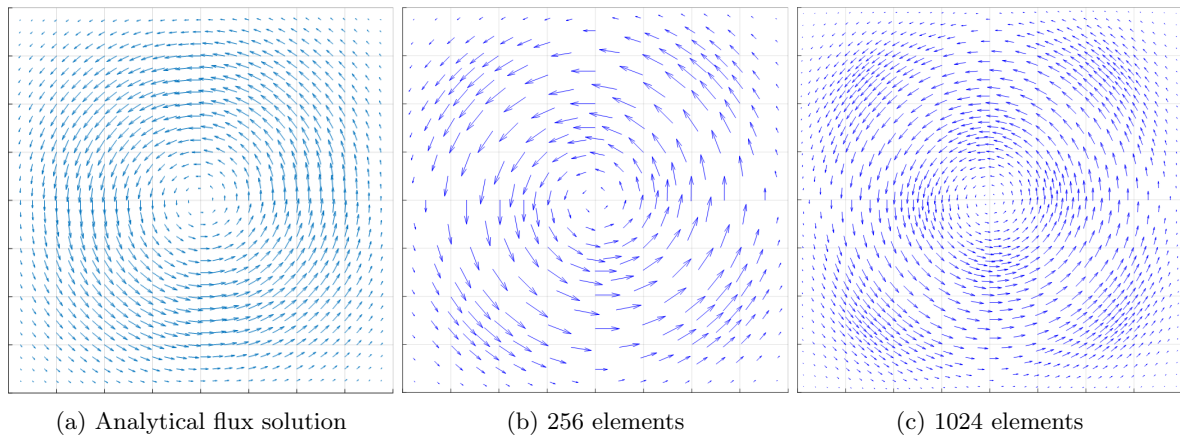 (a) Analytical flux solution
(b) 256 elements
(c) 1024 elements